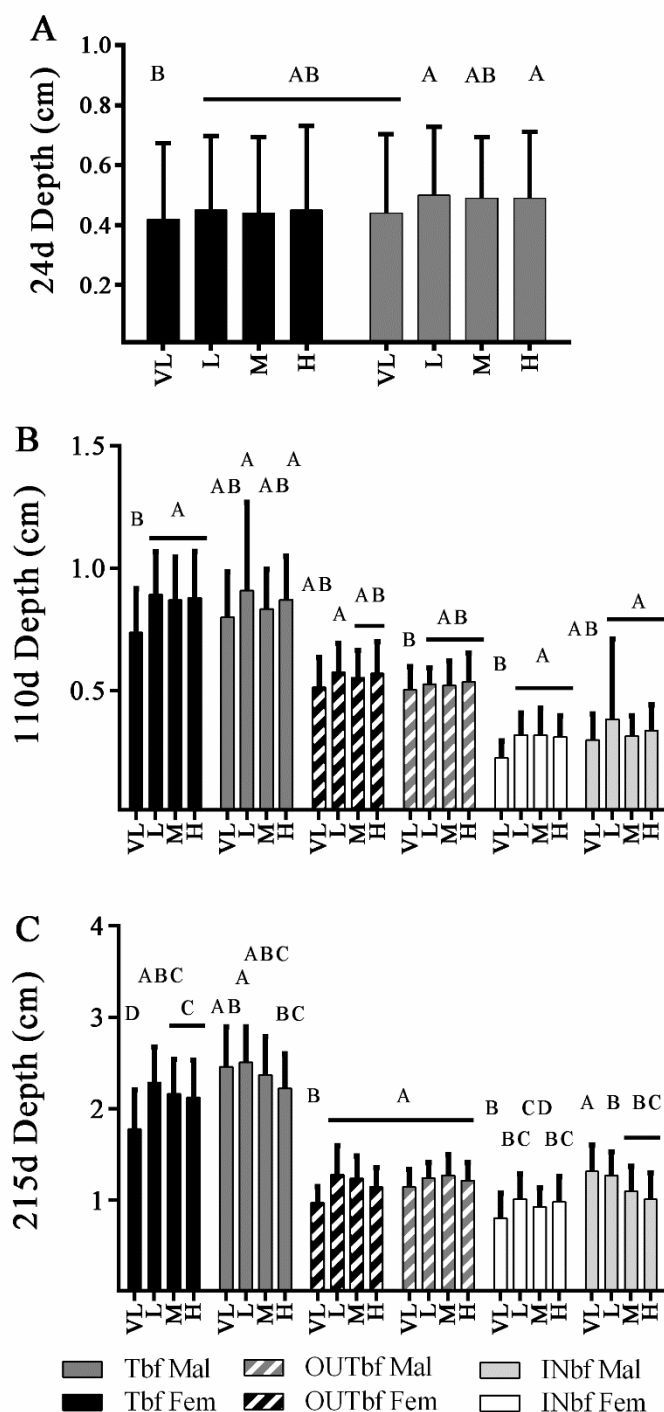 A
1.0
B AB A AB A
0.8
0.6
0.4
0.2
24d Depth (cm)
VL L M H VL L M H
B
1.5
A A
B A AB AB
1.0
AB A AB B AB B A AB A
0.5
110d Depth (cm)
VL L M H VL L M H VL L M H VL L M H VL L M H VL L M H
C
4
ABC
ABC A
D C AB BC
3
B A B CD A B BC
BC BC
2
1
215d Depth (cm)
VL L M H VL L M H VL L M H VL L M H VL L M H VL L M H
Tbf Mal OUTbf Mal INbf Mal
Tbf Fem OUTbf Fem INbf Fem